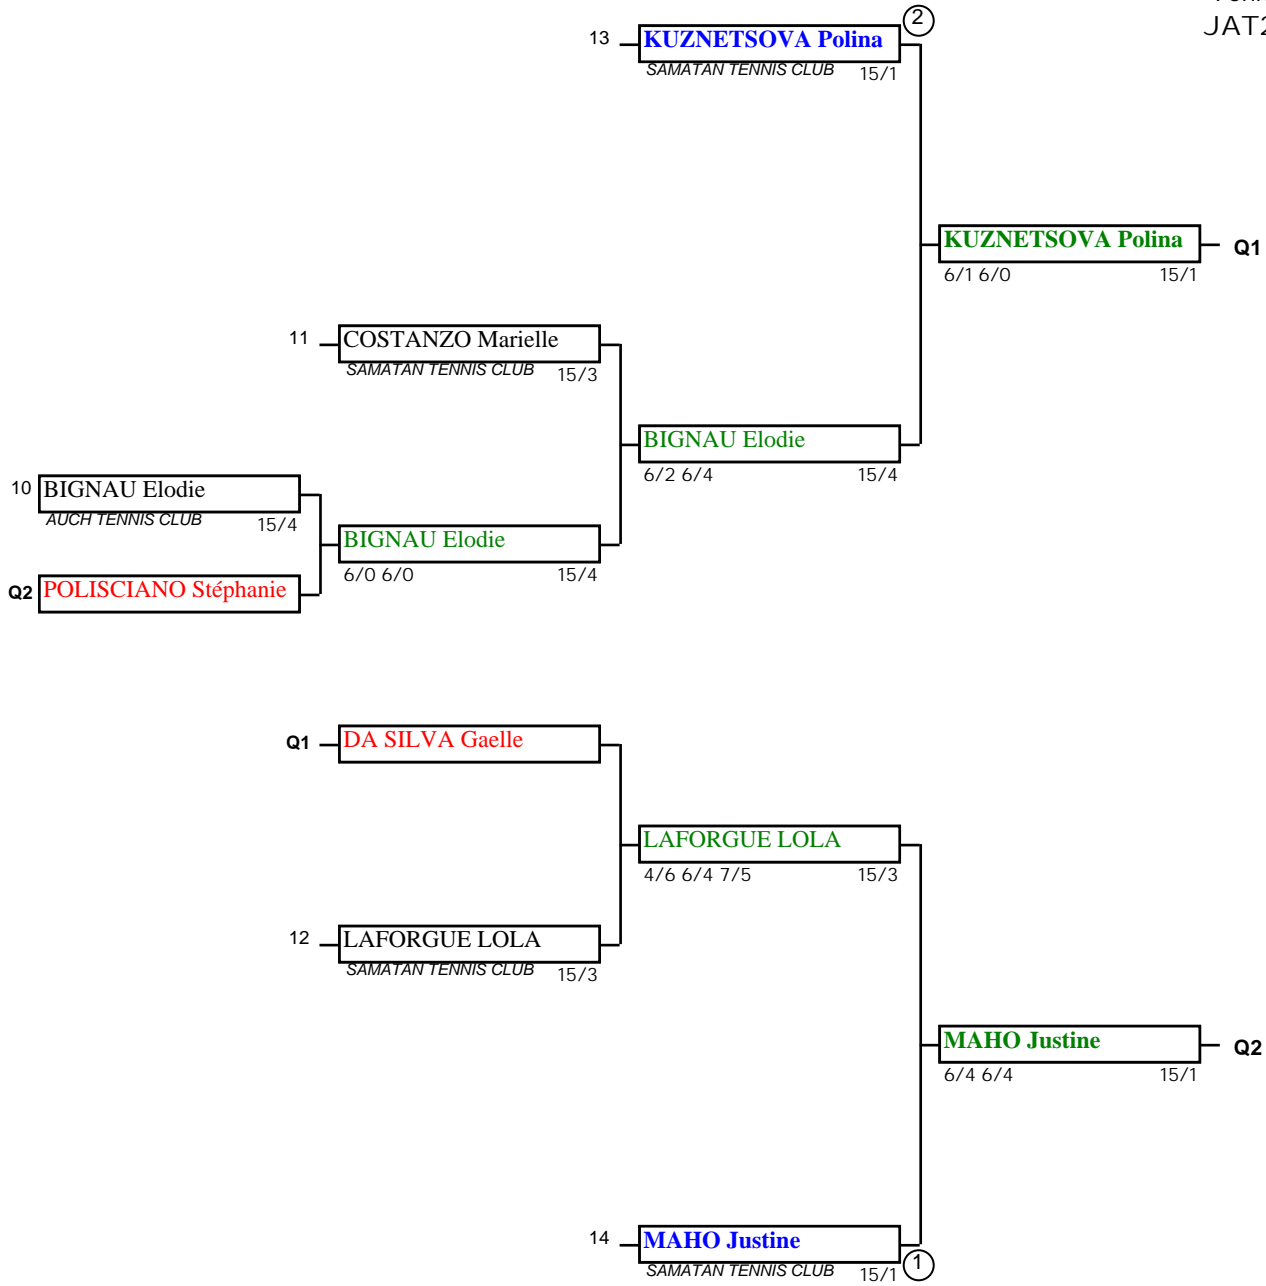 JAT2
2
13 KUZNETSOVA Polina
SAMATAN TENNIS CLUB 15/1
KUZNETSOVA Polina Q1
6/1 6/0 15/1
11 COSTANZO Marielle
SAMATAN TENNIS CLUB 15/3
BIGNAU Elodie
6/2 6/4 15/4
10 BIGNAU Elodie
AUCH TENNIS CLUB 15/4
BIGNAU Elodie
6/0 6/0 15/4
Q2 POLISCIANO Stéphanie
Q1 DA SILVA Gaelle
LAFORGUE LOLA
4/6 6/4 7/5 15/3
12 LAFORGUE LOLA
SAMATAN TENNIS CLUB 15/3
MAHO Justine Q2
6/4 6/4 15/1
14 MAHO Justine
SAMATAN TENNIS CLUB 15/1 1